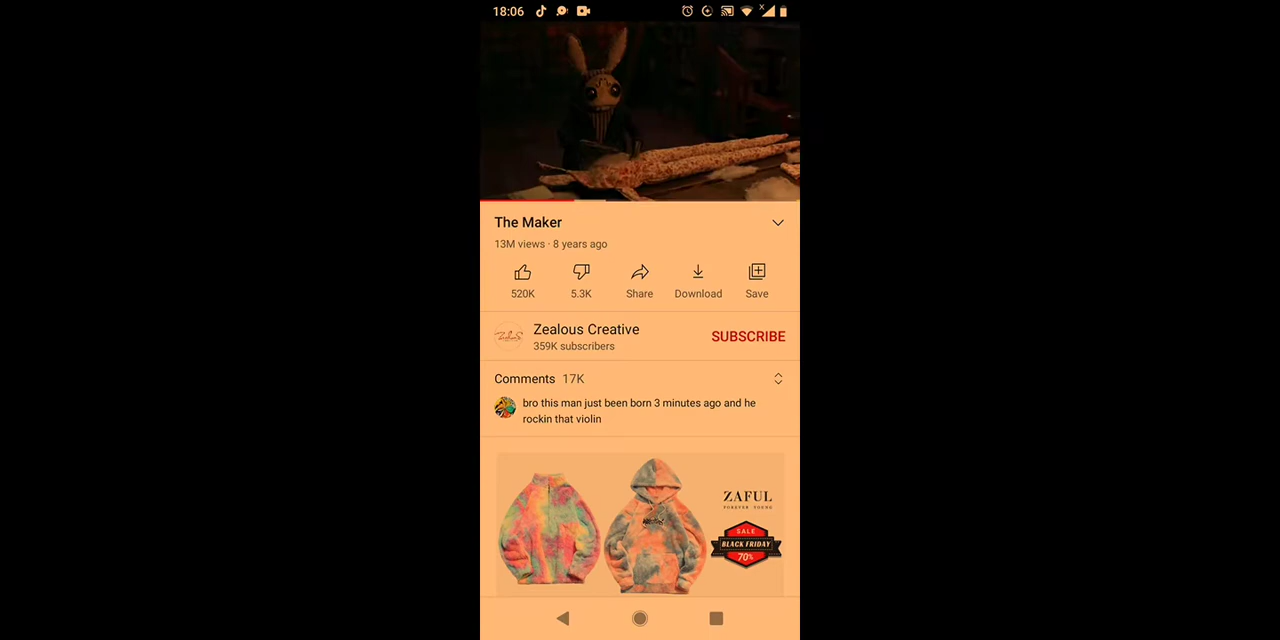 18:06
The Maker
13M views · 8 years ago
520K
5.3K
Share
Download
Save
Zealous Creative
359K subscribers
SUBSCRIBE
Comments 17K
bro this man just been born 3 minutes ago and he
rockin that violin
ZAFUL
FOREVER YOUNG
SALE
BLACK FRIDAY
70%